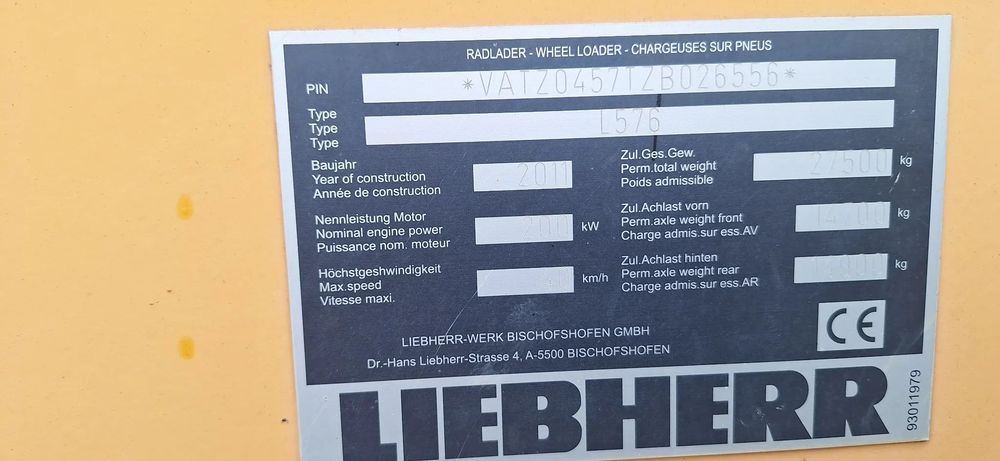 RADLADER - WHEEL LOADER - CHARGEUSES SUR PNEUS
PIN *VATZ0457TZB026556*
Type
Type L576
Type
Baujahr
Year of construction 2011
Année de construction
Zul.Ges.Gew.
Perm.total weight 27500 kg
Poids admissible
Nennleistung Motor
Nominal engine power kW
Puissance nom. moteur
Zul.Achlast vorn
Perm.axle weight front kg
Charge admis.sur ess.AV
Höchstgeshwindigkeit
Max.speed km/h
Vitesse maxi.
Zul.Achlast hinten
Perm.axle weight rear kg
Charge admis.sur ess.AR
CE
LIEBHERR-WERK BISCHOFSHOFEN GMBH
Dr.-Hans Liebherr-Strasse 4, A-5500 BISCHOFSHOFEN
LIEBHERR
93011979